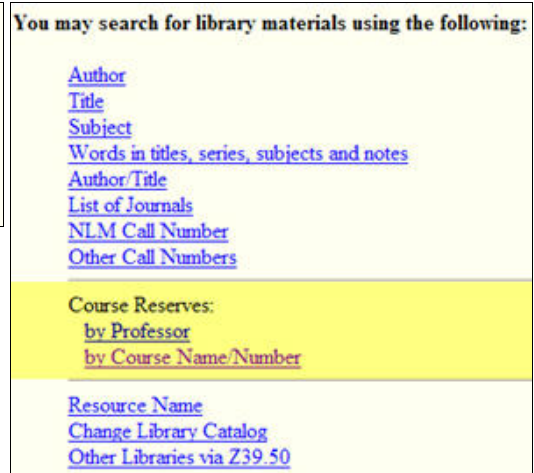 You may search for library materials using the following:
Author
Title
Subject
Words in titles, series, subjects and notes
Author/Title
List of Journals
NLM Call Number
Other Call Numbers
Course Reserves:
by Professor
by Course Name/Number
Resource Name
Change Library Catalog
Other Libraries via Z39.50